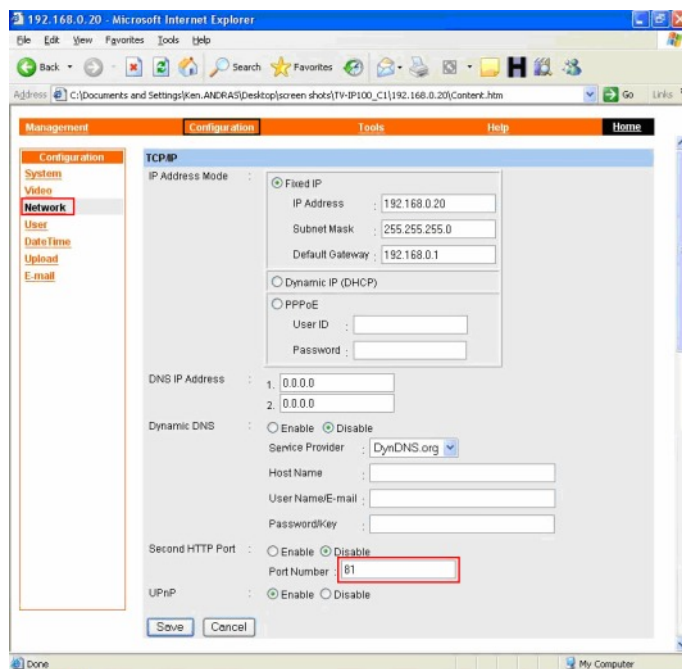 192.168.0.20 - Microsoft Internet Explorer
File Edit View Favorites Tools Help
Back Search Favorites
Address C:\Documents and Settings\Ken.ANDRAS\Desktop\screen shots\TV-IP100_C1\192.168.0.20\Content.htm Go Links
Management Configuration Tools Help Home
Configuration
System
Video
Network
User
DateTime
Upload
E-mail
TCP/IP
IP Address Mode :
Fixed IP
IP Address : 192.168.0.20
Subnet Mask : 255.255.255.0
Default Gateway : 192.168.0.1
Dynamic IP (DHCP)
PPPoE
User ID :
Password :
DNS IP Address : 1. 0.0.0.0
2. 0.0.0.0
Dynamic DNS : Enable Disable
Service Provider : DynDNS.org
Host Name :
User Name/E-mail :
Password/Key :
Second HTTP Port : Enable Disable
Port Number : 81
UPnP : Enable Disable
Save Cancel
Done My Computer